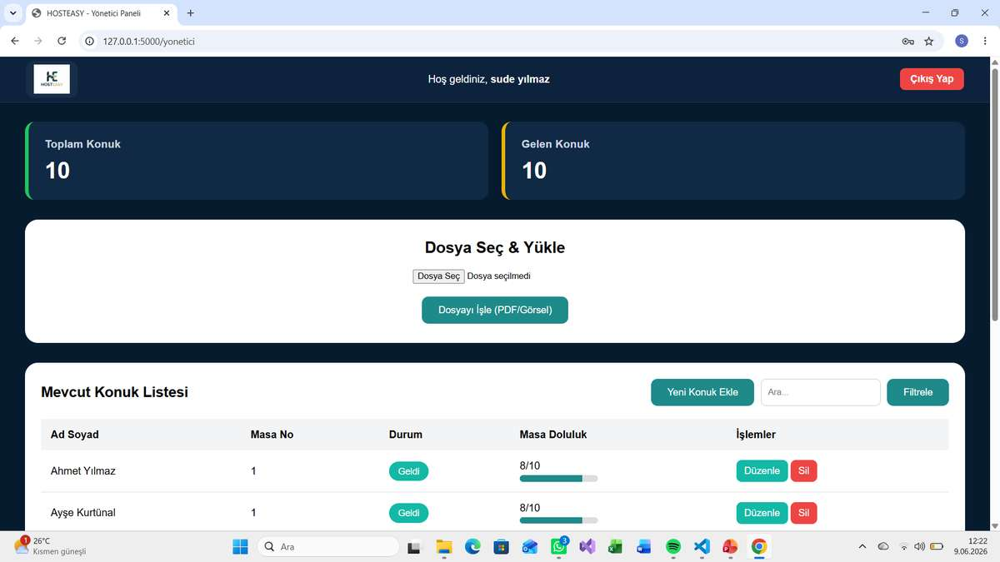 HOSTEASY - Yönetici Paneli
127.0.0.1:5000/yonetici
S
HE
HOSTEASY
Hoş geldiniz, sude yılmaz
Çıkış Yap
Toplam Konuk
10
Gelen Konuk
10
Dosya Seç & Yükle
Dosya Seç Dosya seçilmedi
Dosyayı İşle (PDF/Görsel)
Mevcut Konuk Listesi
Yeni Konuk Ekle
Ara...
Filtrele
Ad Soyad Masa No Durum Masa Doluluk İşlemler
Ahmet Yılmaz 1 Geldi 8/10 Düzenle Sil
Ayşe Kurtünal 1 Geldi 8/10 Düzenle Sil
1
26°C
Kısmen güneşli
Ara
3
12:22
9.06.2026